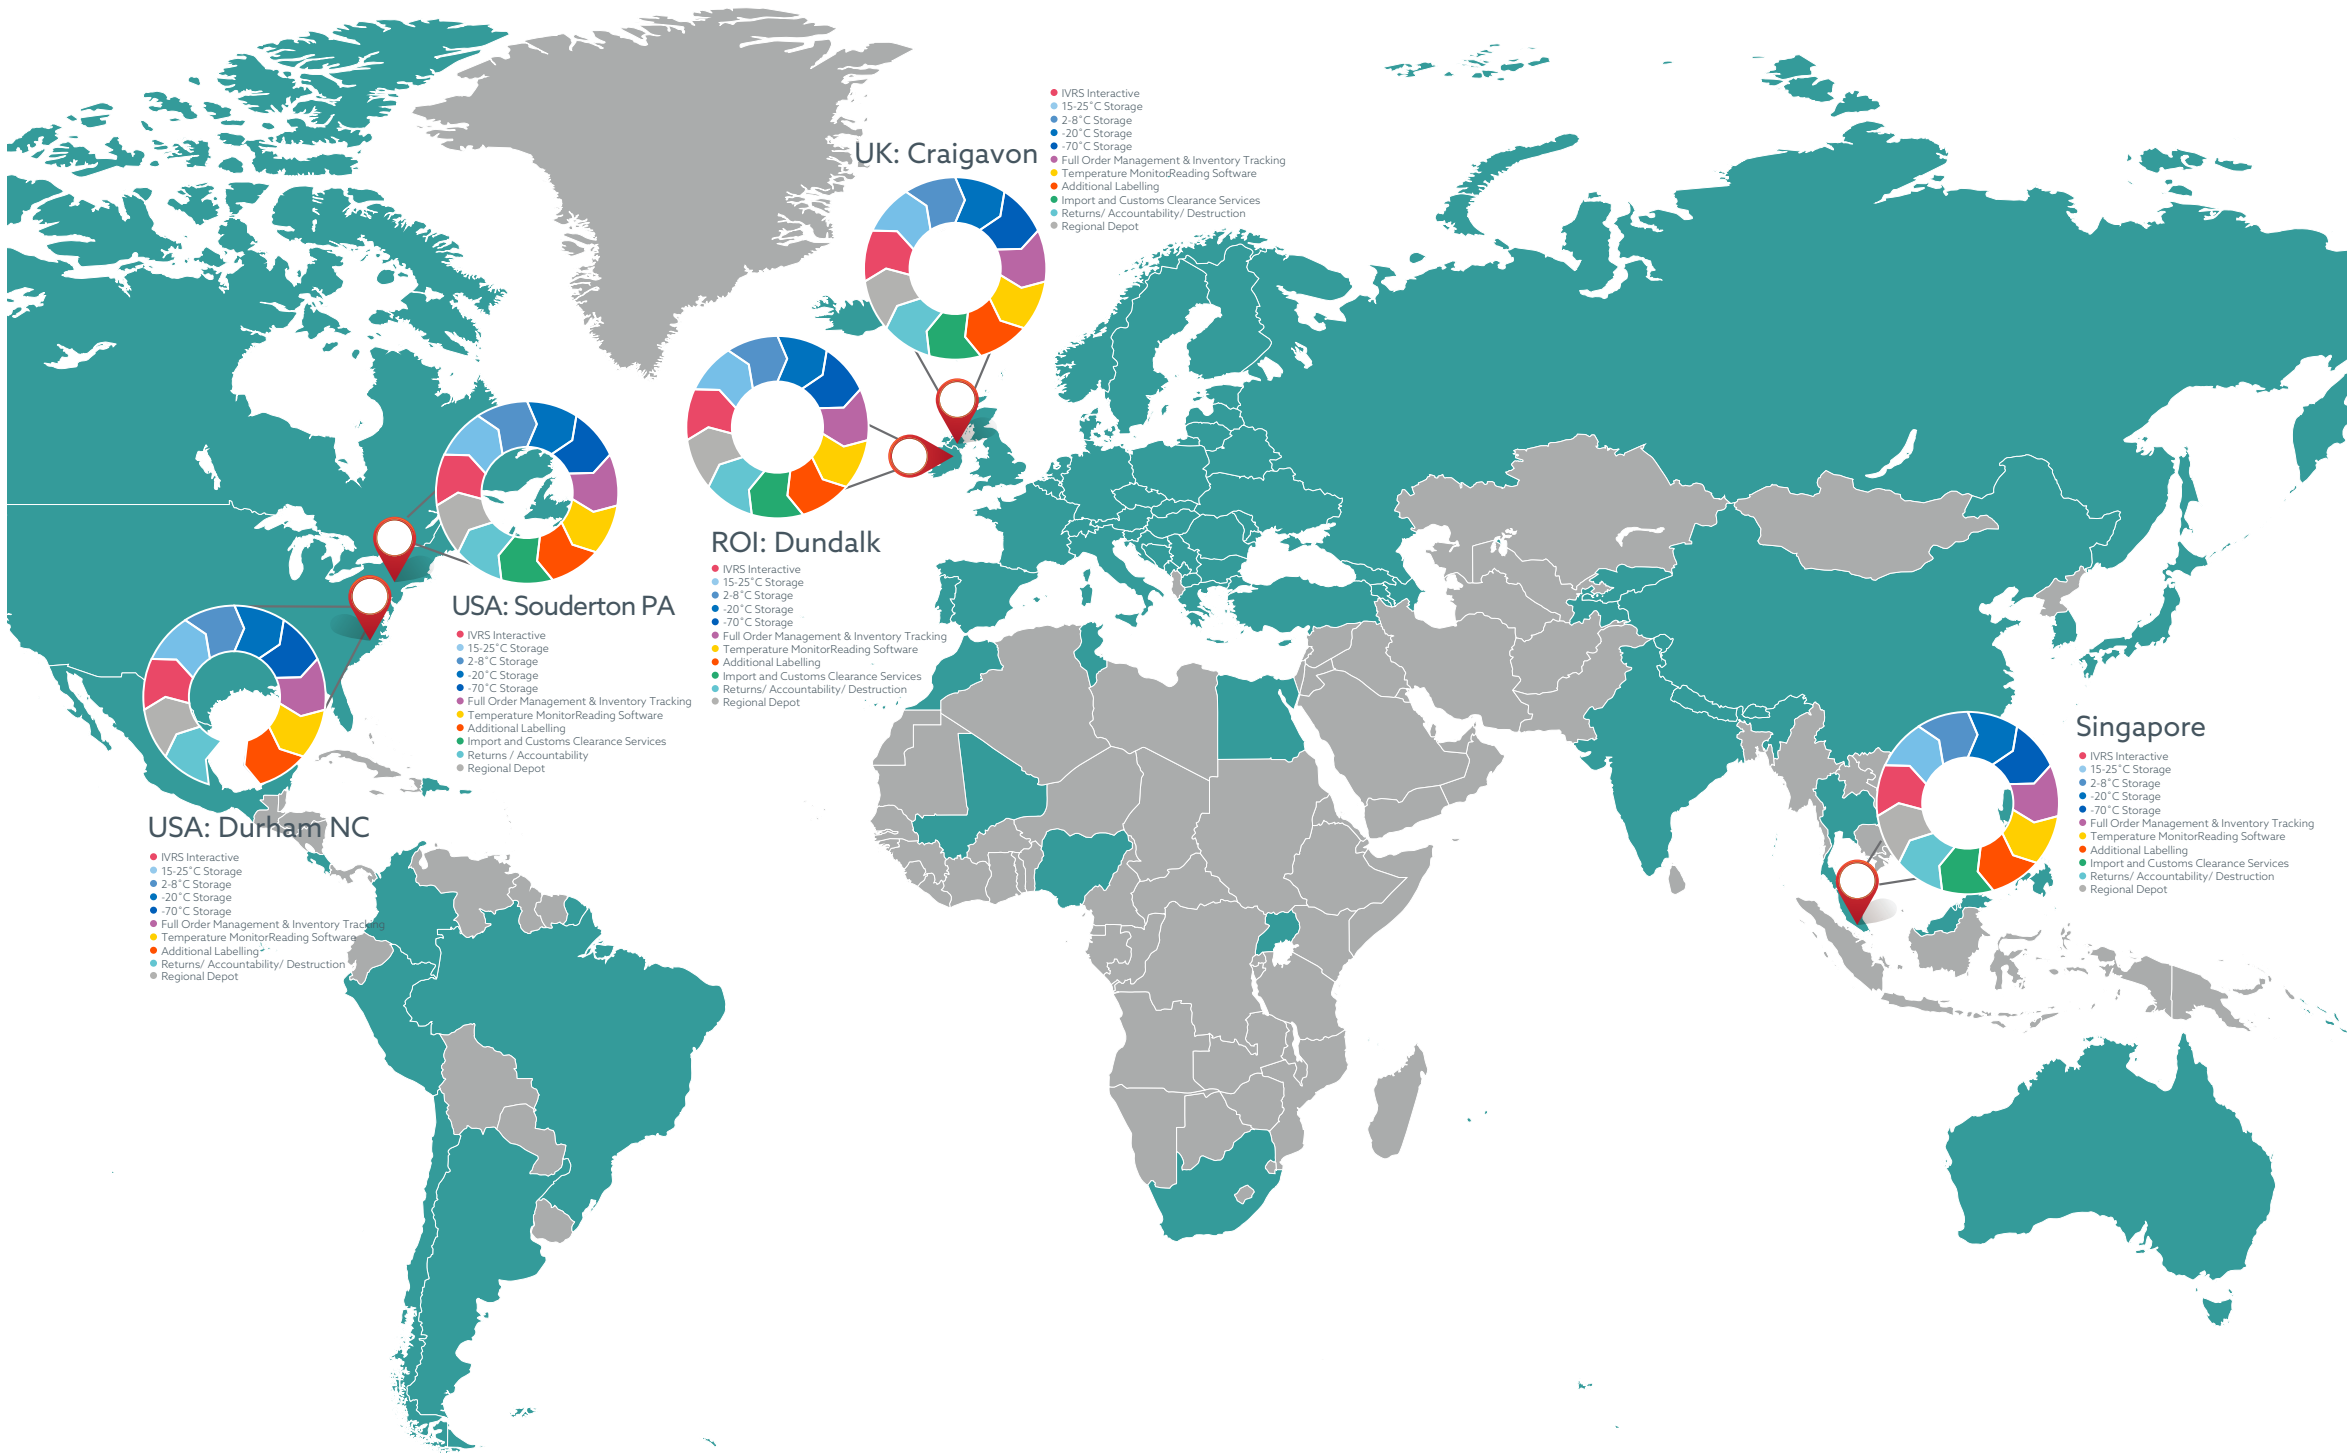 UK: Craigavon
IVRS Interactive
15-25°C Storage
2-8°C Storage
-20°C Storage
-70°C Storage
Full Order Management & Inventory Tracking
Temperature MonitorReading Software
Additional Labelling
Import and Customs Clearance Services
Returns/ Accountability/ Destruction
Regional Depot
ROI: Dundalk
IVRS Interactive
15-25°C Storage
2-8°C Storage
-20°C Storage
-70°C Storage
Full Order Management & Inventory Tracking
Temperature MonitorReading Software
Additional Labelling
Import and Customs Clearance Services
Returns/ Accountability/ Destruction
Regional Depot
USA: Souderton PA
IVRS Interactive
15-25°C Storage
2-8°C Storage
-20°C Storage
-70°C Storage
Full Order Management & Inventory Tracking
Temperature MonitorReading Software
Additional Labelling
Import and Customs Clearance Services
Returns / Accountability
Regional Depot
USA: Durham NC
IVRS Interactive
15-25°C Storage
2-8°C Storage
-20°C Storage
-70°C Storage
Full Order Management & Inventory Tracking
Temperature MonitorReading Software
Additional Labelling
Returns/ Accountability/ Destruction
Regional Depot
Singapore
IVRS Interactive
15-25°C Storage
2-8°C Storage
-20°C Storage
-70°C Storage
Full Order Management & Inventory Tracking
Temperature MonitorReading Software
Additional Labelling
Import and Customs Clearance Services
Returns/ Accountability/ Destruction
Regional Depot